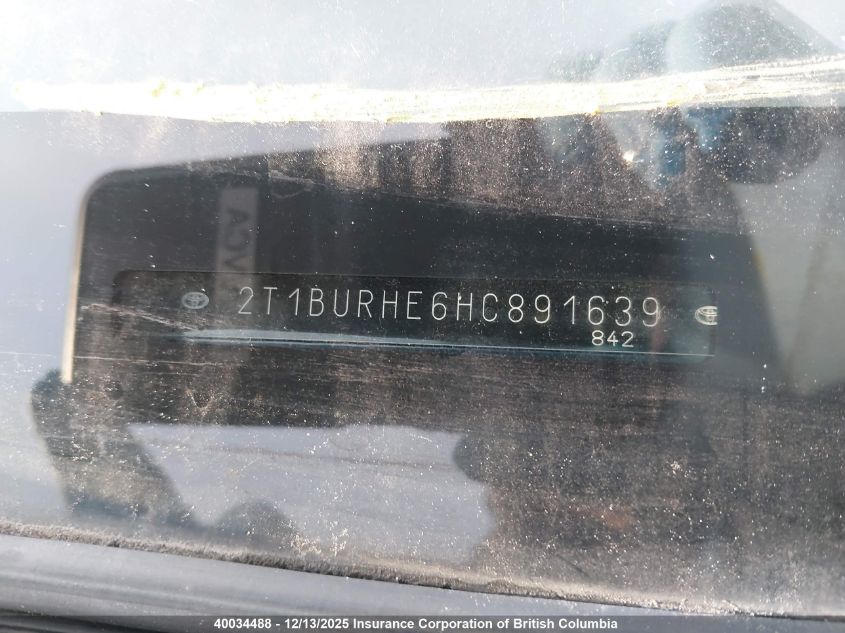 2T1BURHE6HC891639
842
40034488 - 12/13/2025 Insurance Corporation of British Columbia